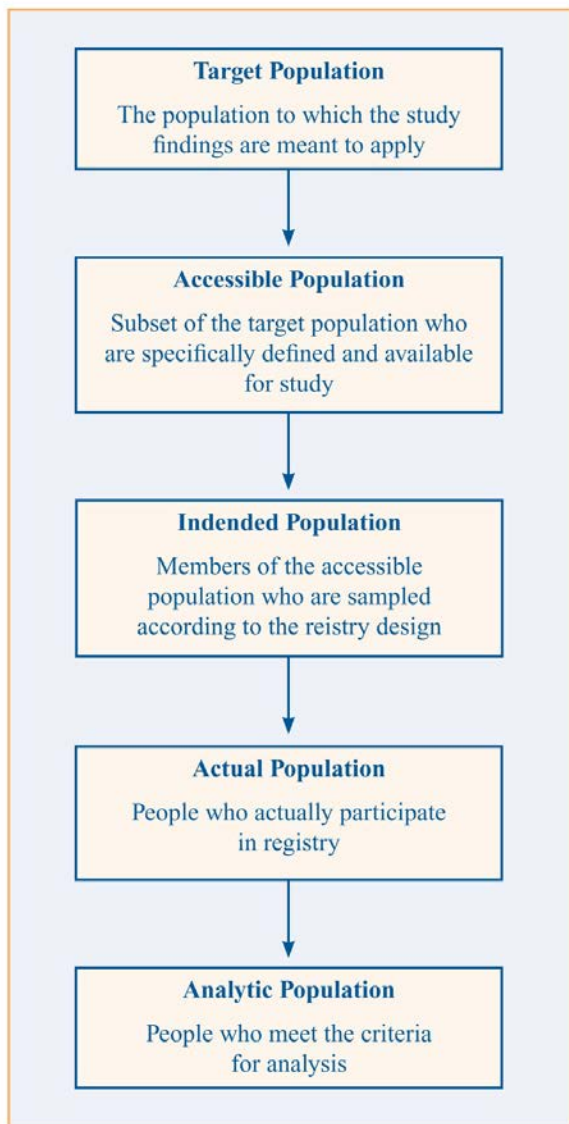 Target Population
The population to which the study
findings are meant to apply
Accessible Population
Subset of the target population who
are specifically defined and available
for study
Indended Population
Members of the accessible
population who are sampled
according to the reistry design
Actual Population
People who actually participate
in registry
Analytic Population
People who meet the criteria
for analysis